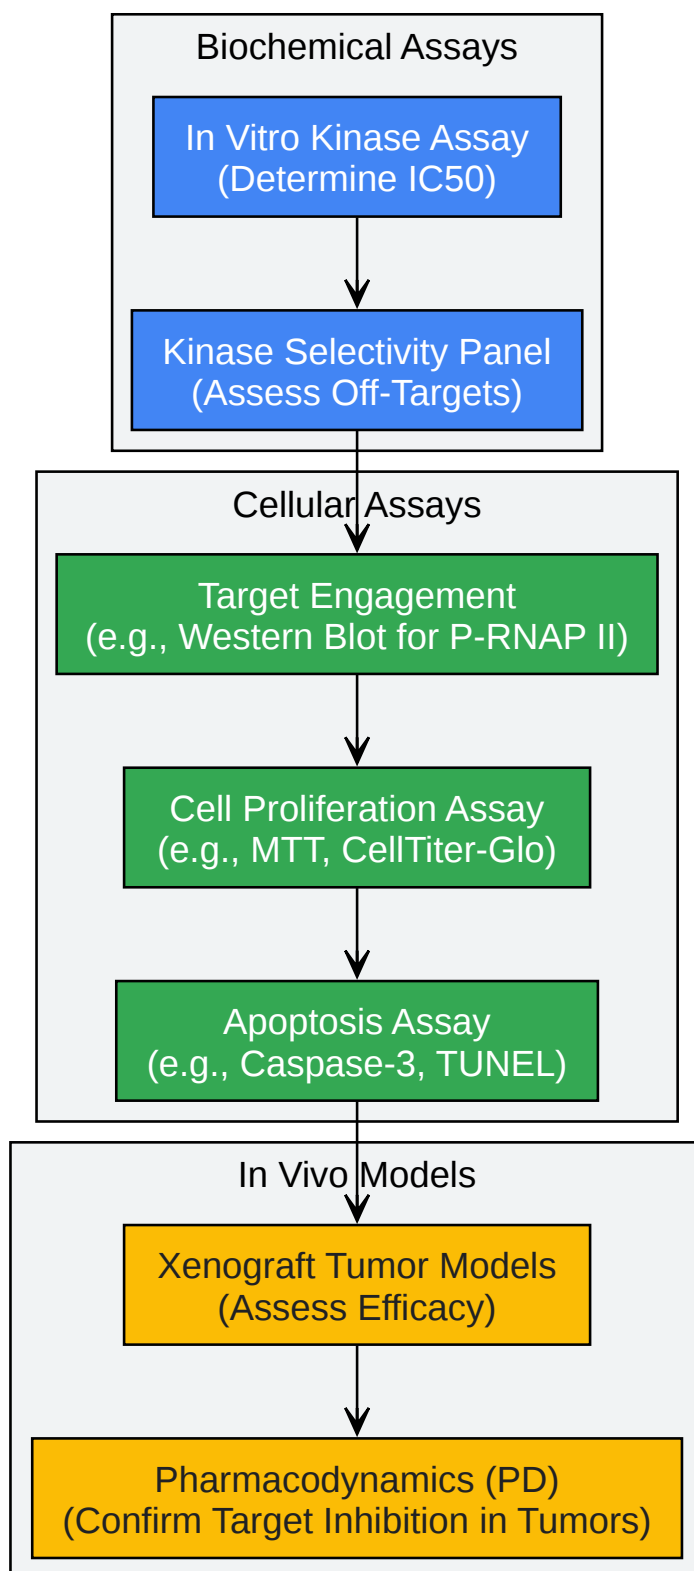 Biochemical Assays
In Vitro Kinase Assay
(Determine IC50)
Kinase Selectivity Panel
(Assess Off-Targets)
Cellular Assays
Target Engagement
(e.g., Western Blot for P-RNAP II)
Cell Proliferation Assay
(e.g., MTT, CellTiter-Glo)
Apoptosis Assay
(e.g., Caspase-3, TUNEL)
In Vivo Models
Xenograft Tumor Models
(Assess Efficacy)
Pharmacodynamics (PD)
(Confirm Target Inhibition in Tumors)